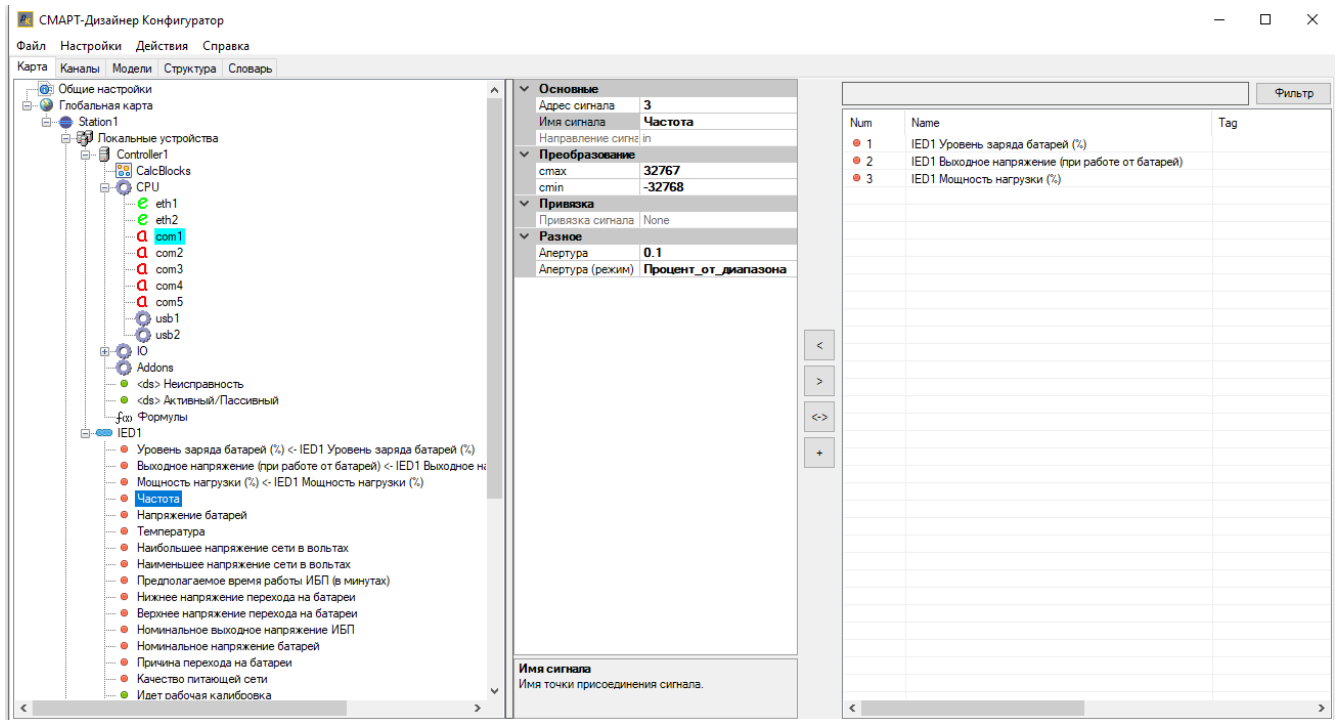 СМАРТ-Дизайнер Конфигуратор
Файл Настройки Действия Справка
Карта Каналы Модели Структура Словарь
Общие настройки
Глобальная карта
Station1
Локальные устройства
Controller1
CalcBlocks
CPU
eth1
eth2
com1
com2
com3
com4
com5
usb1
usb2
IO
Addons
<ds> Неисправность
<ds> Активный/Пассивный
f(x) Формулы
IED1
Уровень заряда батарей (%) <- IED1 Уровень заряда батарей (%)
Выходное напряжение (при работе от батарей) <- IED1 Выходное на
Мощность нагрузки (%) <- IED1 Мощность нагрузки (%)
Частота
Напряжение батарей
Температура
Наибольшее напряжение сети в вольтах
Наименьшее напряжение сети в вольтах
Предполагаемое время работы ИБП (в минутах)
Нижнее напряжение перехода на батареи
Верхнее напряжение перехода на батареи
Номинальное выходное напряжение ИБП
Номинальное напряжение батарей
Причина перехода на батареи
Качество питающей сети
Идет рабочая калибровка
Основные
Адрес сигнала 3
Имя сигнала Частота
Направление сигна in
Преобразование
cmax 32767
cmin -32768
Привязка
Привязка сигнала None
Разное
Апертура 0.1
Апертура (режим) Процент_от_диапазона
Имя сигнала
Имя точки присоединения сигнала.
<
>
<->
+
Фильтр
Num Name Tag
1 IED1 Уровень заряда батарей (%)
2 IED1 Выходное напряжение (при работе от батарей)
3 IED1 Мощность нагрузки (%)